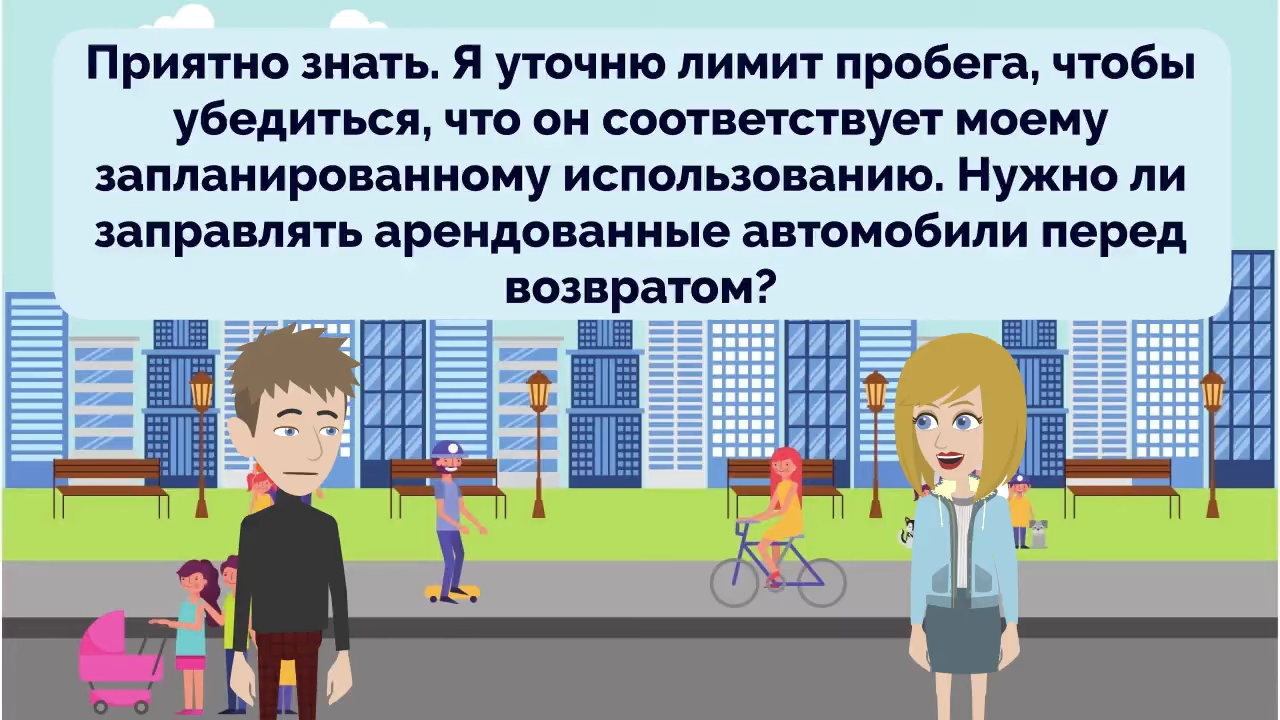 Приятно знать. Я уточню лимит пробега, чтобы
убедиться, что он соответствует моему
запланированному использованию. Нужно ли
заправлять арендованные автомобили перед
возвратом?